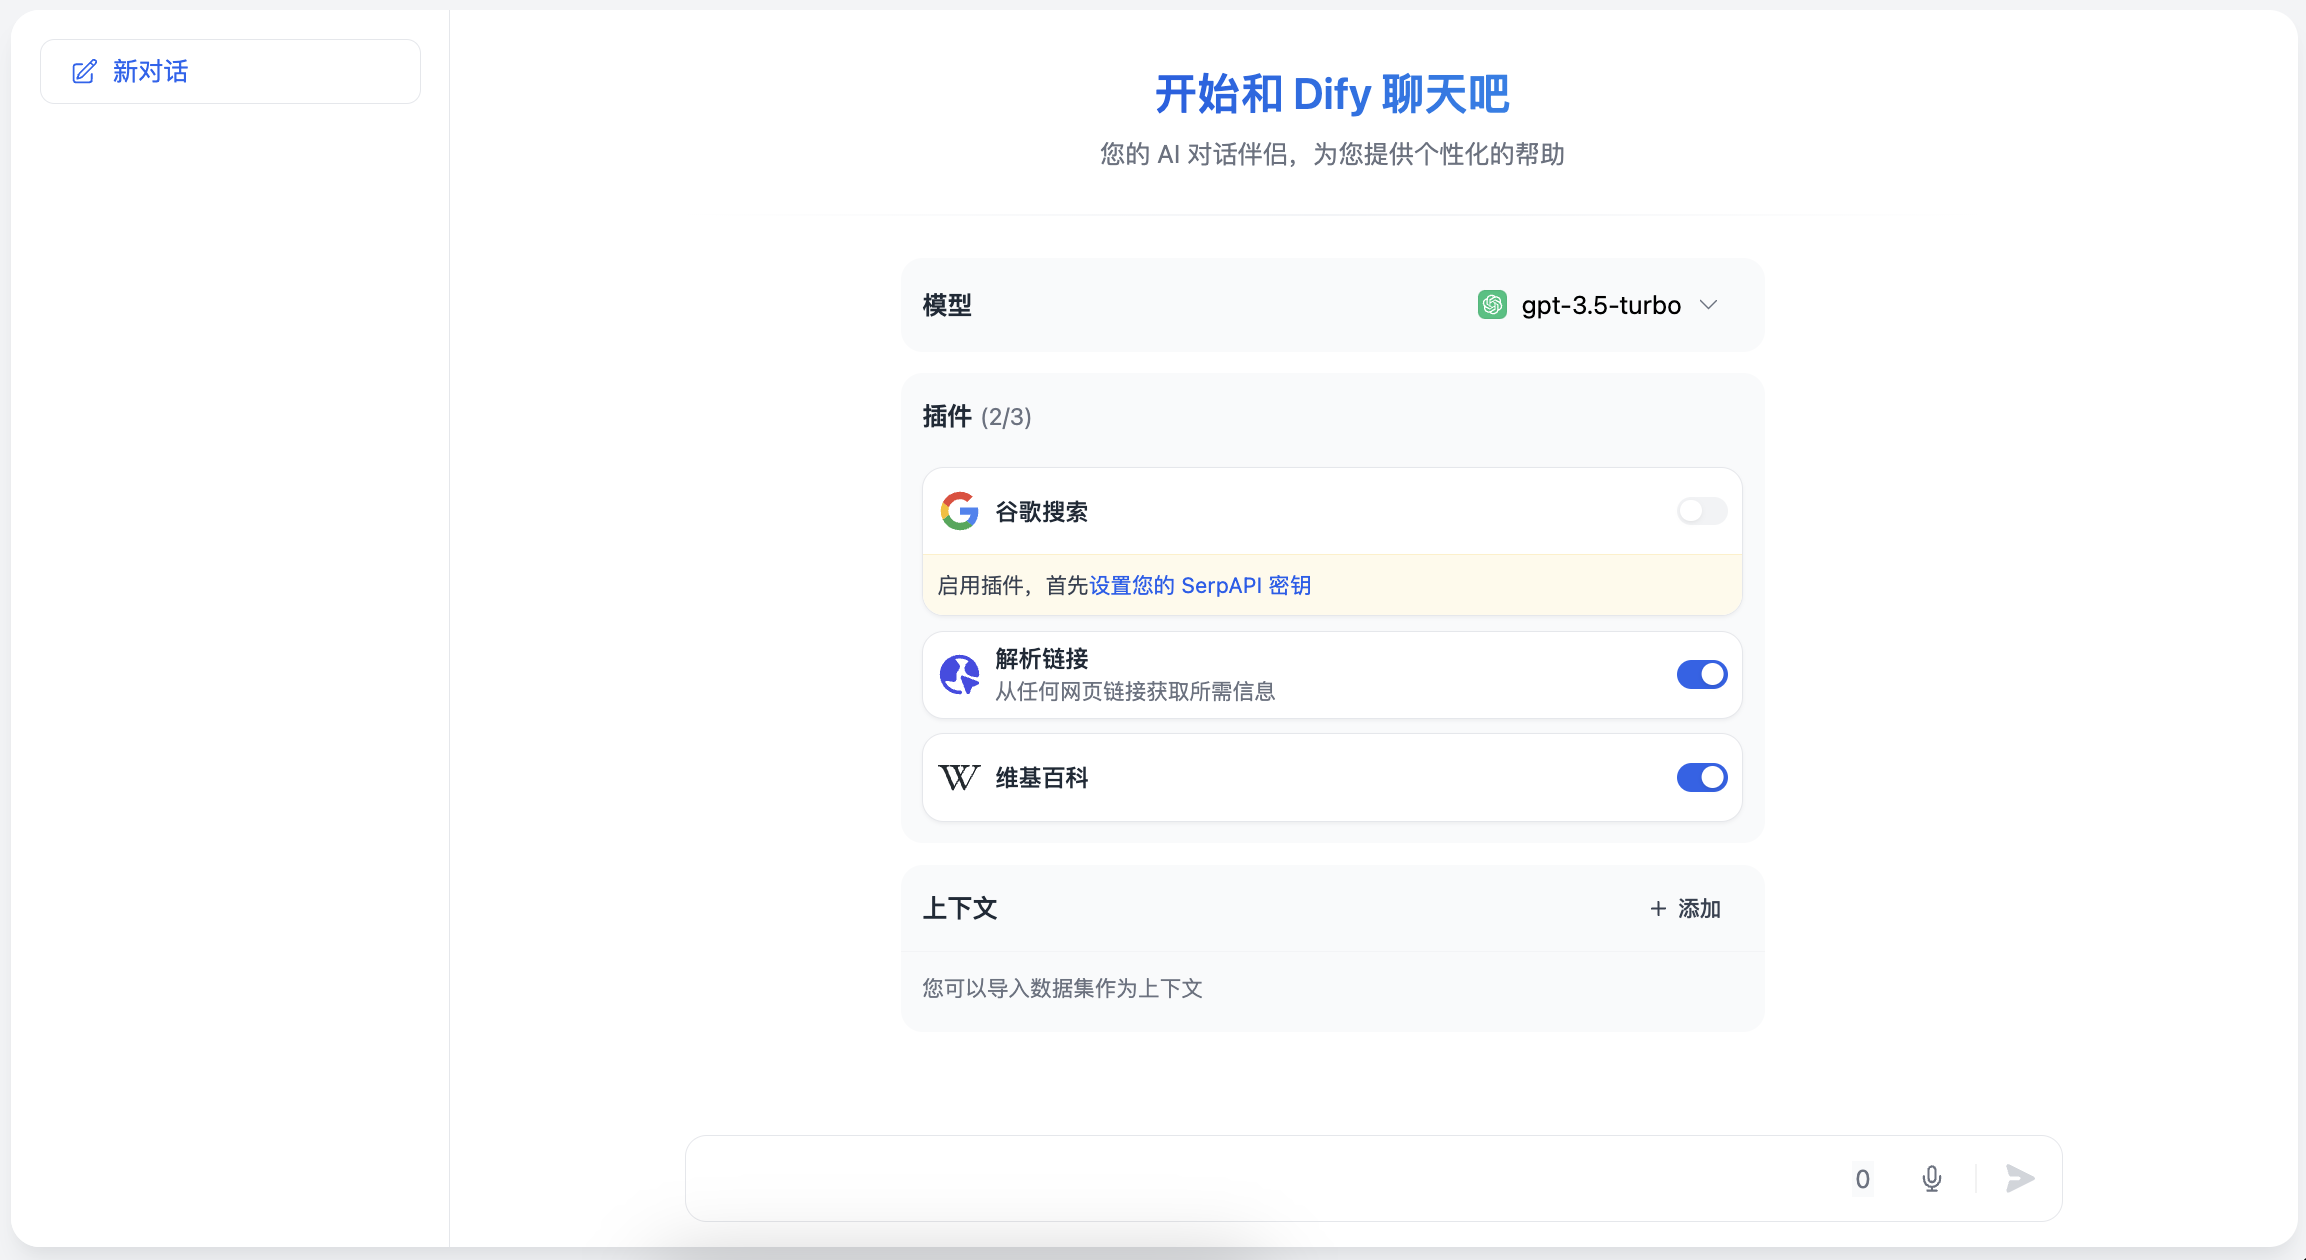 新对话
开始和 Dify 聊天吧
您的 AI 对话伴侣，为您提供个性化的帮助
模型
gpt-3.5-turbo
插件 (2/3)
谷歌搜索
启用插件，首先设置您的 SerpAPI 密钥
解析链接
从任何网页链接获取所需信息
维基百科
上下文
+ 添加
您可以导入数据集作为上下文
0